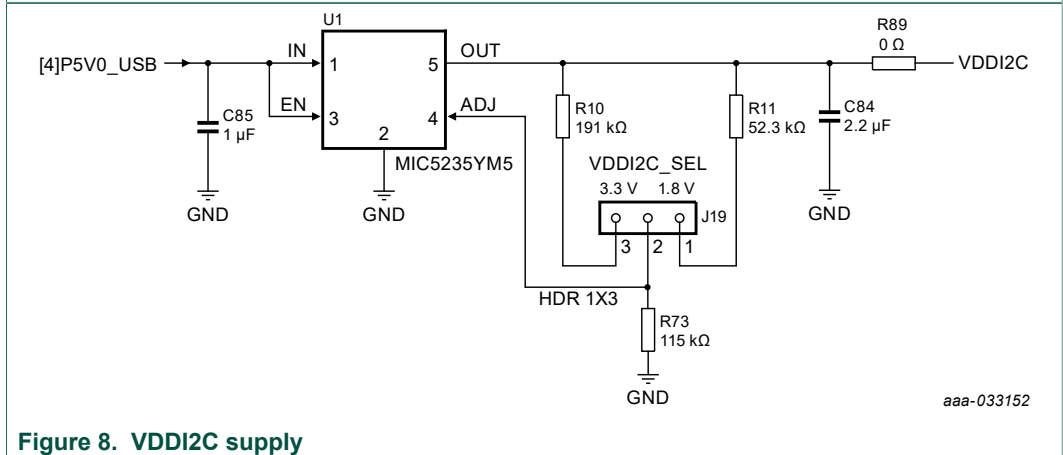 U1
R89
0 Ω
[4]P5V0_USB
IN
1
5
OUT
VDDI2C
EN
3
4
ADJ
2
C85
1 µF
MIC5235YM5
R10
191 kΩ
R11
52.3 kΩ
C84
2.2 µF
VDDI2C_SEL
3.3 V
1.8 V
J19
3
2
1
GND
GND
GND
HDR 1X3
R73
115 kΩ
GND
aaa-033152
Figure 8. VDDI2C supply